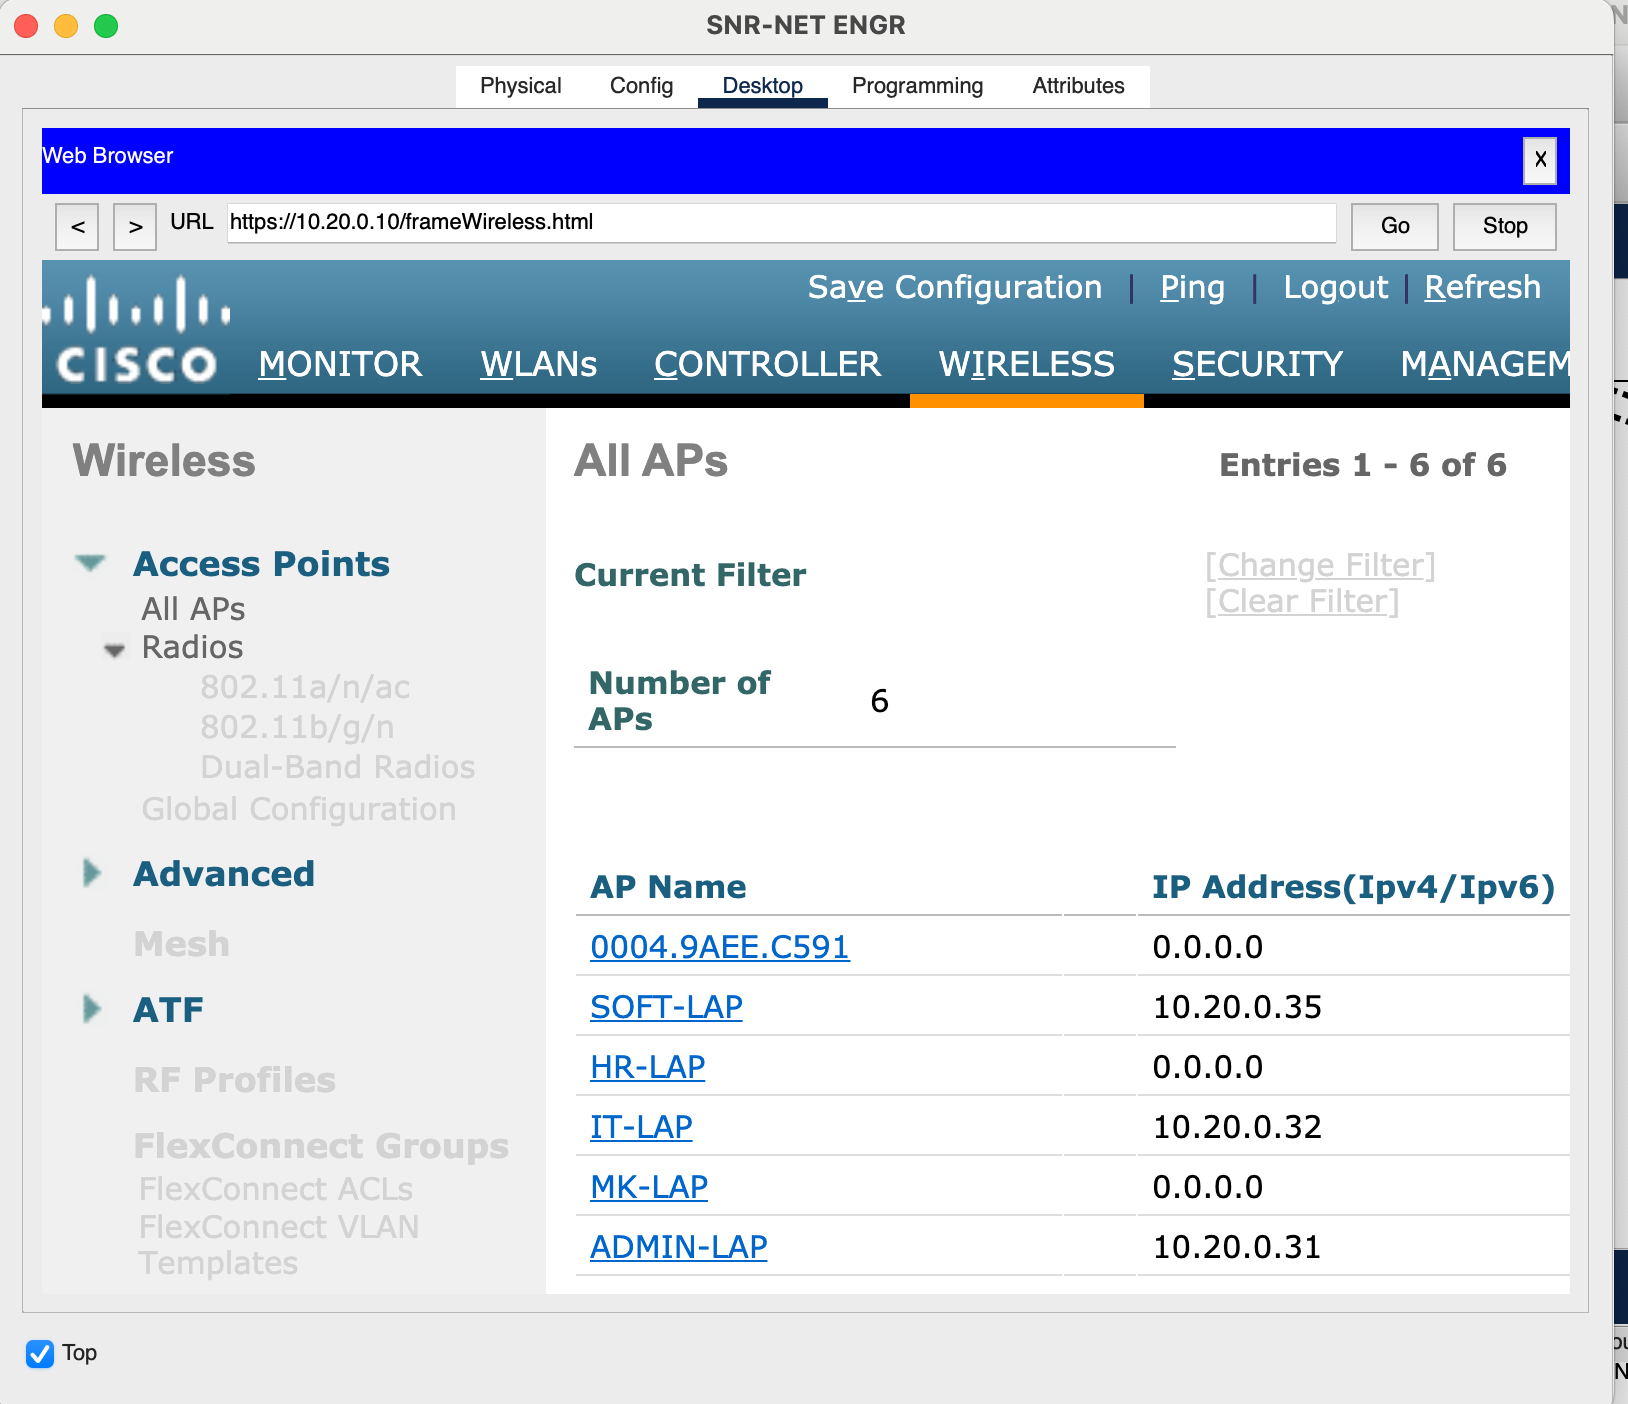 SNR-NET ENGR
Physical Config Desktop Programming Attributes
Web Browser X
< > URL https://10.20.0.10/frameWireless.html Go Stop
Save Configuration | Ping | Logout | Refresh
CISCO MONITOR WLANs CONTROLLER WIRELESS SECURITY MANAGEM
Wireless
Access Points
All APs
Radios
802.11a/n/ac
802.11b/g/n
Dual-Band Radios
Global Configuration
Advanced
Mesh
ATF
RF Profiles
FlexConnect Groups
FlexConnect ACLs
FlexConnect VLAN
Templates
All APs Entries 1 - 6 of 6
Current Filter [Change Filter]
[Clear Filter]
Number of
APs 6
AP Name IP Address(Ipv4/Ipv6)
0004.9AEE.C591 0.0.0.0
SOFT-LAP 10.20.0.35
HR-LAP 0.0.0.0
IT-LAP 10.20.0.32
MK-LAP 0.0.0.0
ADMIN-LAP 10.20.0.31
Top